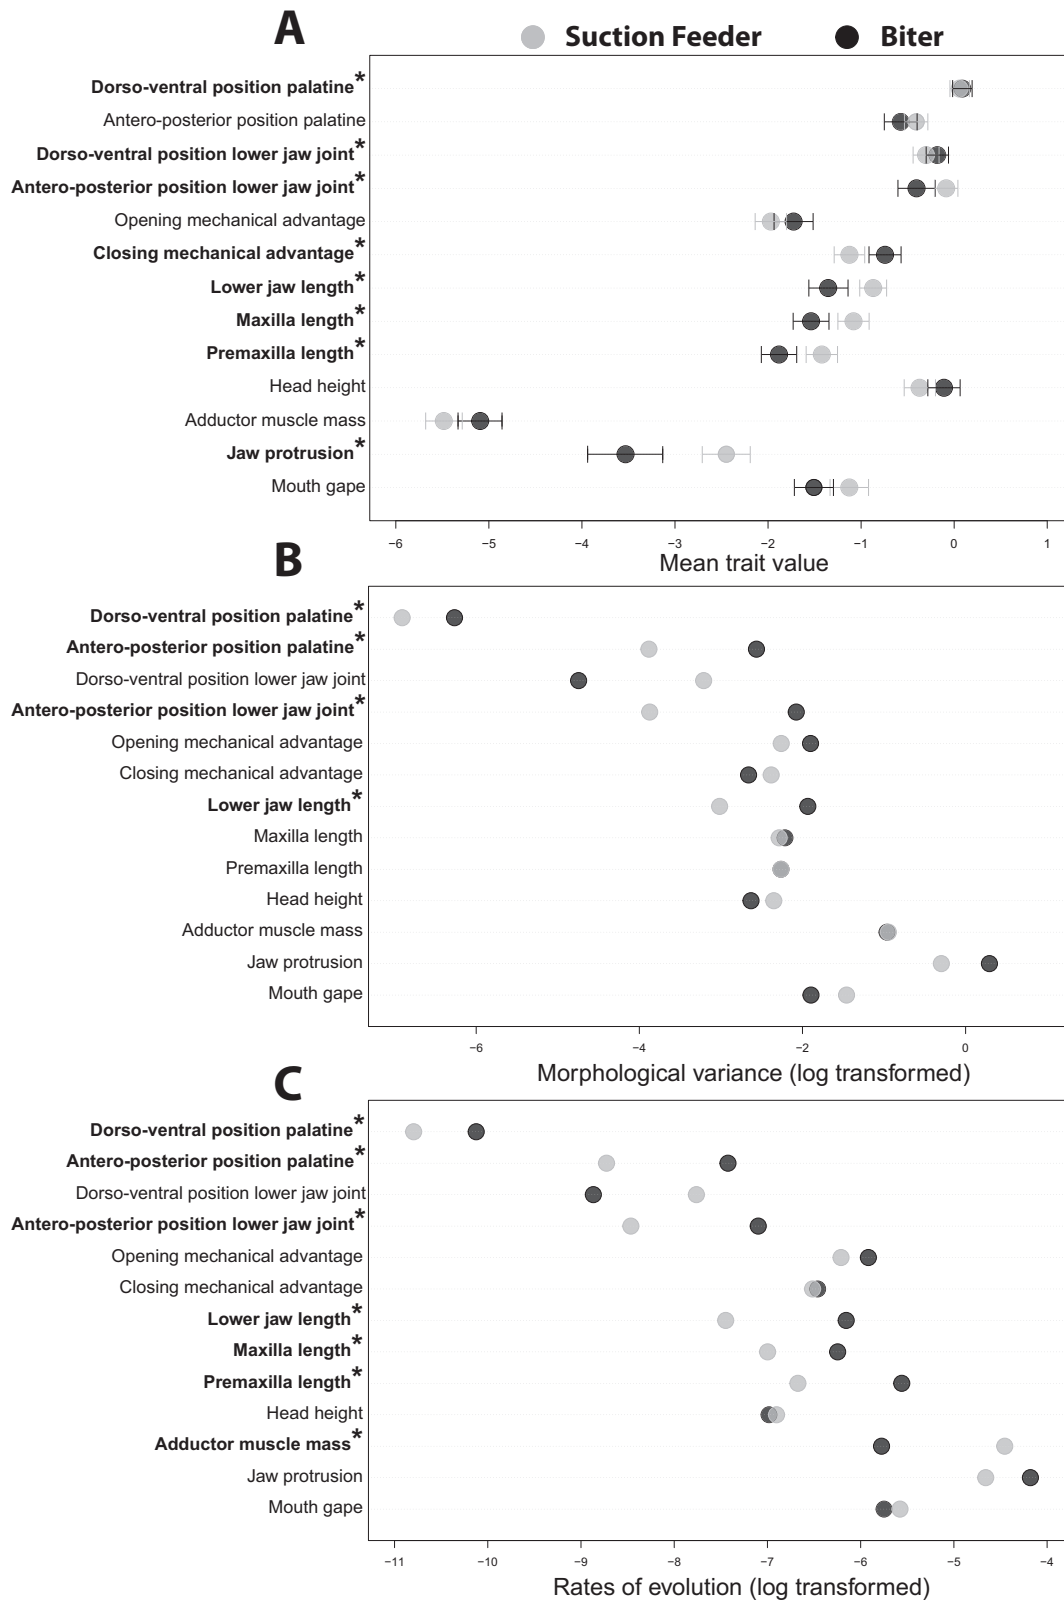 A
Suction Feeder
Biter
Dorso-ventral position palatine*
Antero-posterior position palatine
Dorso-ventral position lower jaw joint*
Antero-posterior position lower jaw joint*
Opening mechanical advantage
Closing mechanical advantage*
Lower jaw length*
Maxilla length*
Premaxilla length*
Head height
Adductor muscle mass
Jaw protrusion*
Mouth gape
−6 −5 −4 −3 −2 −1 0 1
Mean trait value
B
Dorso-ventral position palatine*
Antero-posterior position palatine*
Dorso-ventral position lower jaw joint
Antero-posterior position lower jaw joint*
Opening mechanical advantage
Closing mechanical advantage
Lower jaw length*
Maxilla length
Premaxilla length
Head height
Adductor muscle mass
Jaw protrusion
Mouth gape
−6 −4 −2 0
Morphological variance (log transformed)
C
Dorso-ventral position palatine*
Antero-posterior position palatine*
Dorso-ventral position lower jaw joint
Antero-posterior position lower jaw joint*
Opening mechanical advantage
Closing mechanical advantage
Lower jaw length*
Maxilla length*
Premaxilla length*
Head height
Adductor muscle mass*
Jaw protrusion
Mouth gape
−11 −10 −9 −8 −7 −6 −5 −4
Rates of evolution (log transformed)